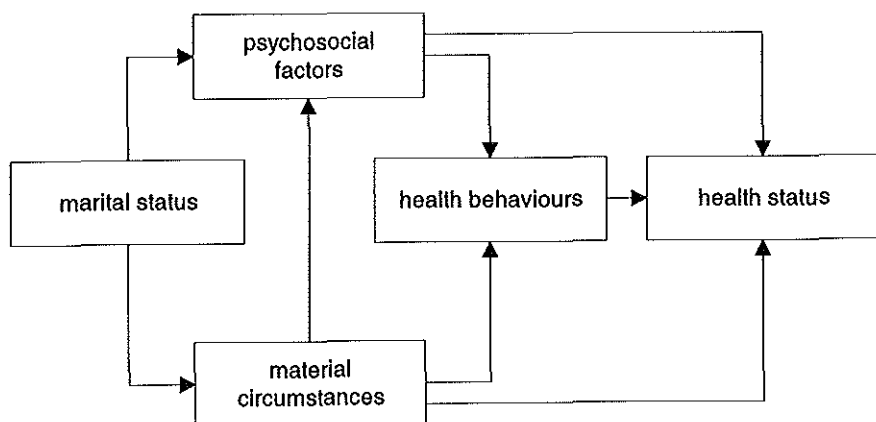 psychosocial
factors
marital status
health behaviours
health status
material
circumstances